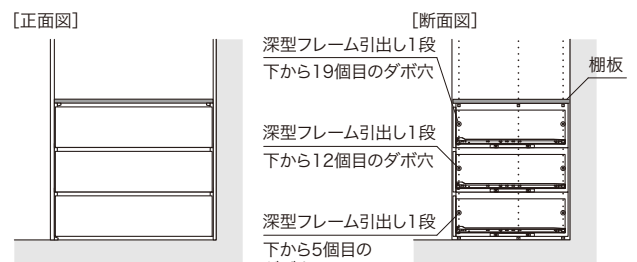 [正面図]
[断面図]
深型フレーム引出し1段
下から19個目のダボ穴
棚板
深型フレーム引出し1段
下から12個目のダボ穴
深型フレーム引出し1段
下から5個目の